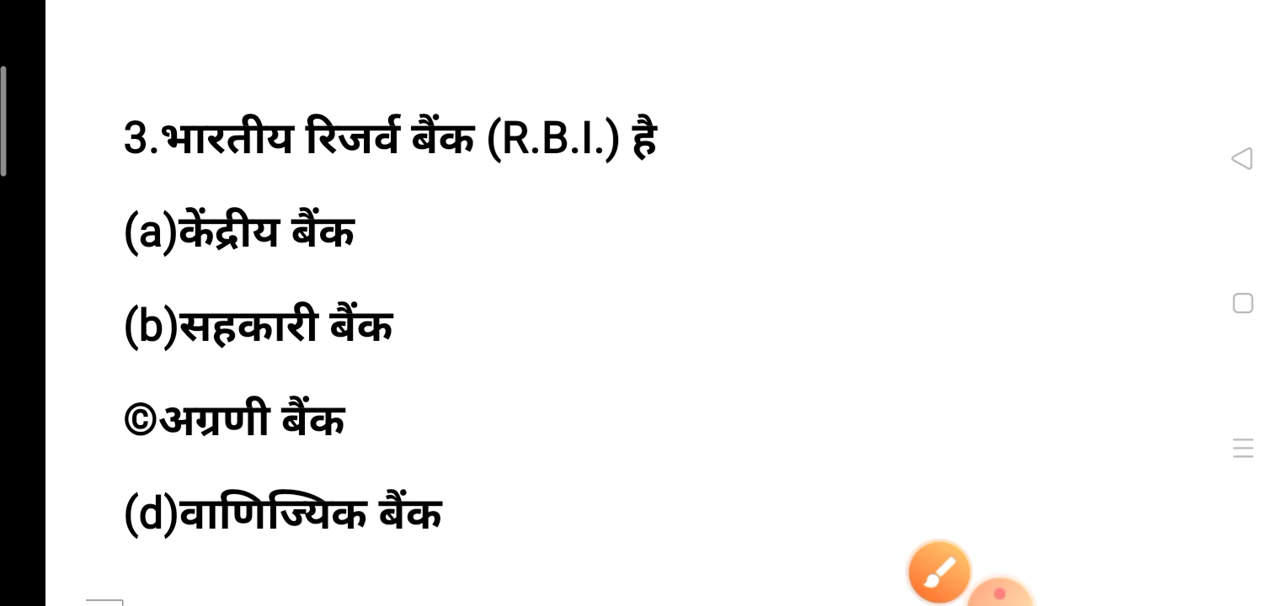 3.भारतीय रिजर्व बैंक (R.B.I.) है
(a)केंद्रीय बैंक
(b)सहकारी बैंक
©अग्रणी बैंक
(d)वाणिज्यिक बैंक